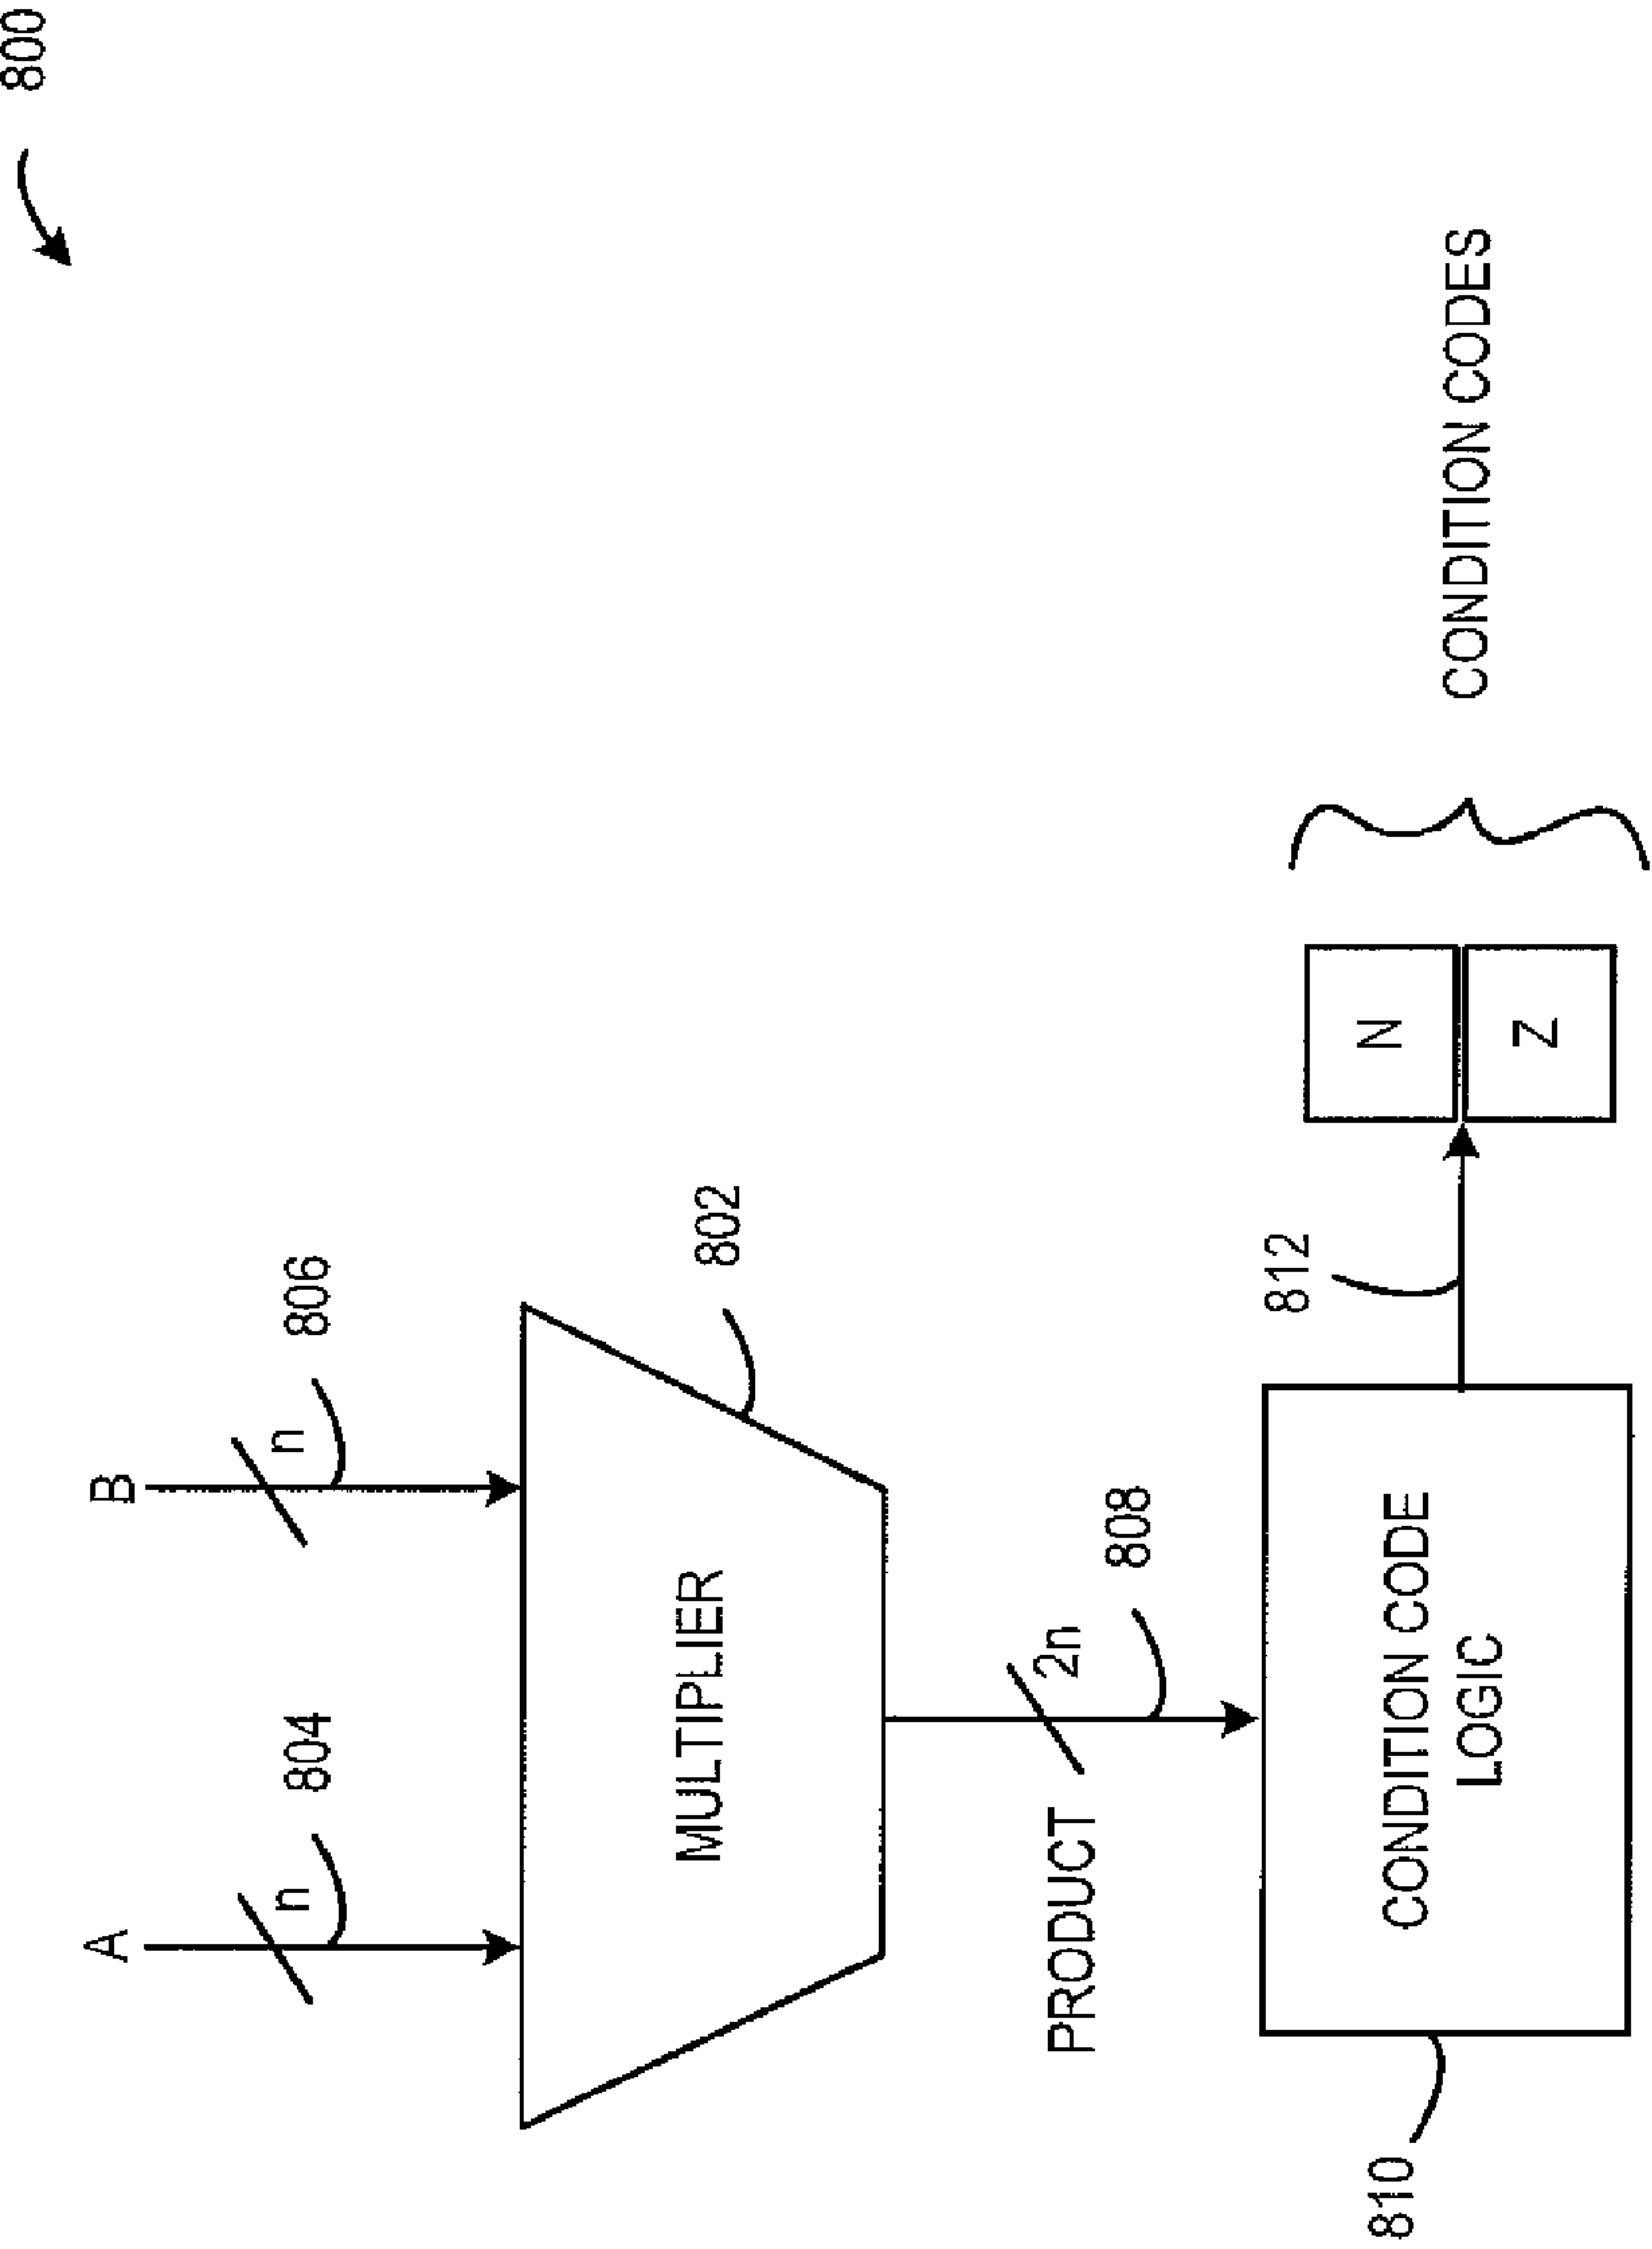 800
A
B
n
804
n
806
MULTIPLIER
802
PRODUCT
2n
808
810
CONDITION CODE
LOGIC
812
N
Z
CONDITION CODES